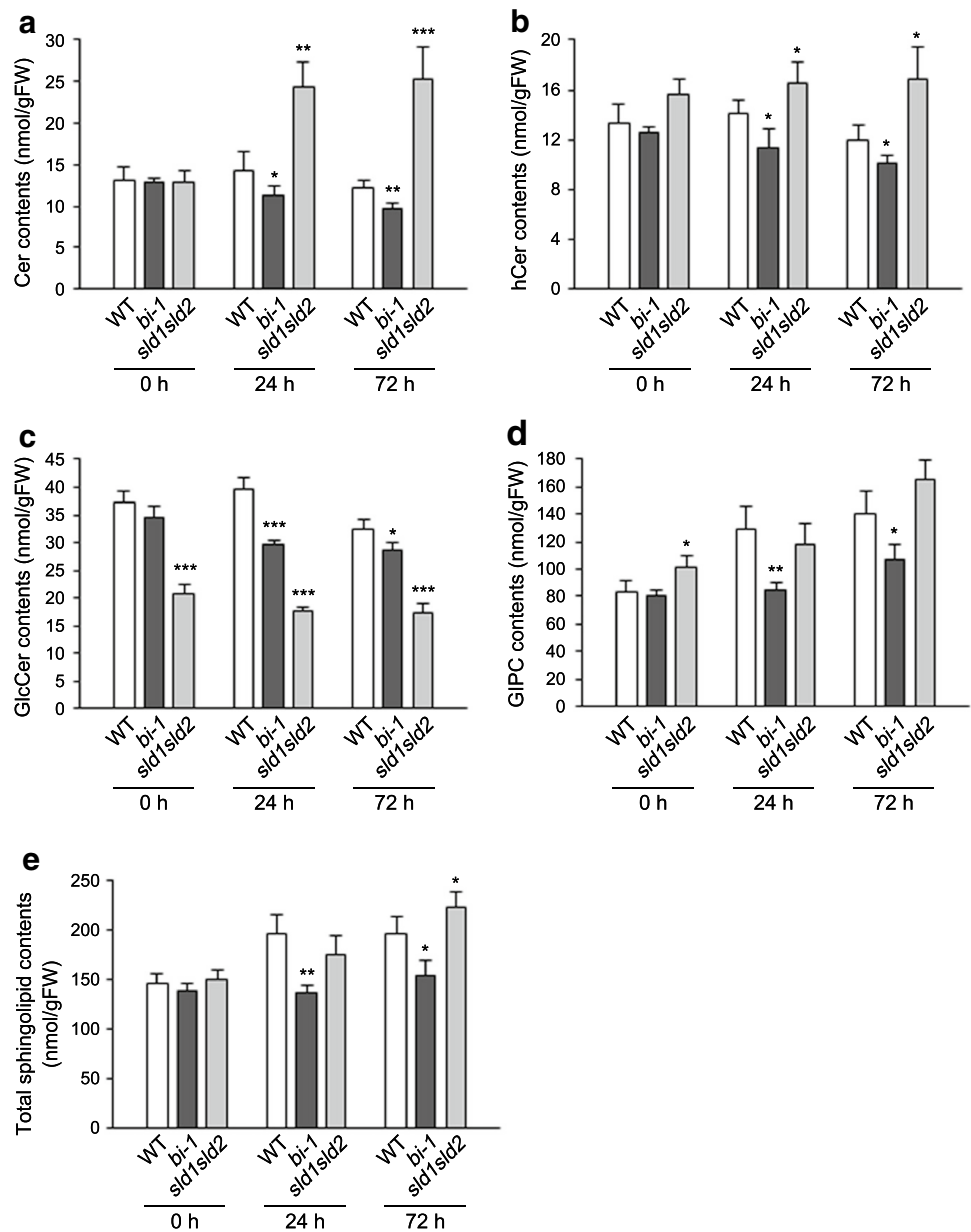 a
Cer contents (nmol/gFW)
30
25
20
15
10
5
0
** ***
* **
WT bi-1 sld1sld2 WT bi-1 sld1sld2 WT bi-1 sld1sld2
0 h 24 h 72 h
b
hCer contents (nmol/gFW)
20
16
12
8
4
0
* * * *
WT bi-1 sld1sld2 WT bi-1 sld1sld2 WT bi-1 sld1sld2
0 h 24 h 72 h
c
GlcCer contents (nmol/gFW)
45
40
35
30
25
20
15
10
5
0
*** *** *** * ***
WT bi-1 sld1sld2 WT bi-1 sld1sld2 WT bi-1 sld1sld2
0 h 24 h 72 h
d
GIPC contents (nmol/gFW)
180
160
140
120
100
80
60
40
20
0
* ** *
WT bi-1 sld1sld2 WT bi-1 sld1sld2 WT bi-1 sld1sld2
0 h 24 h 72 h
e
Total sphingolipid contents
(nmol/gFW)
250
200
150
100
50
0
** * *
WT bi-1 sld1sld2 WT bi-1 sld1sld2 WT bi-1 sld1sld2
0 h 24 h 72 h